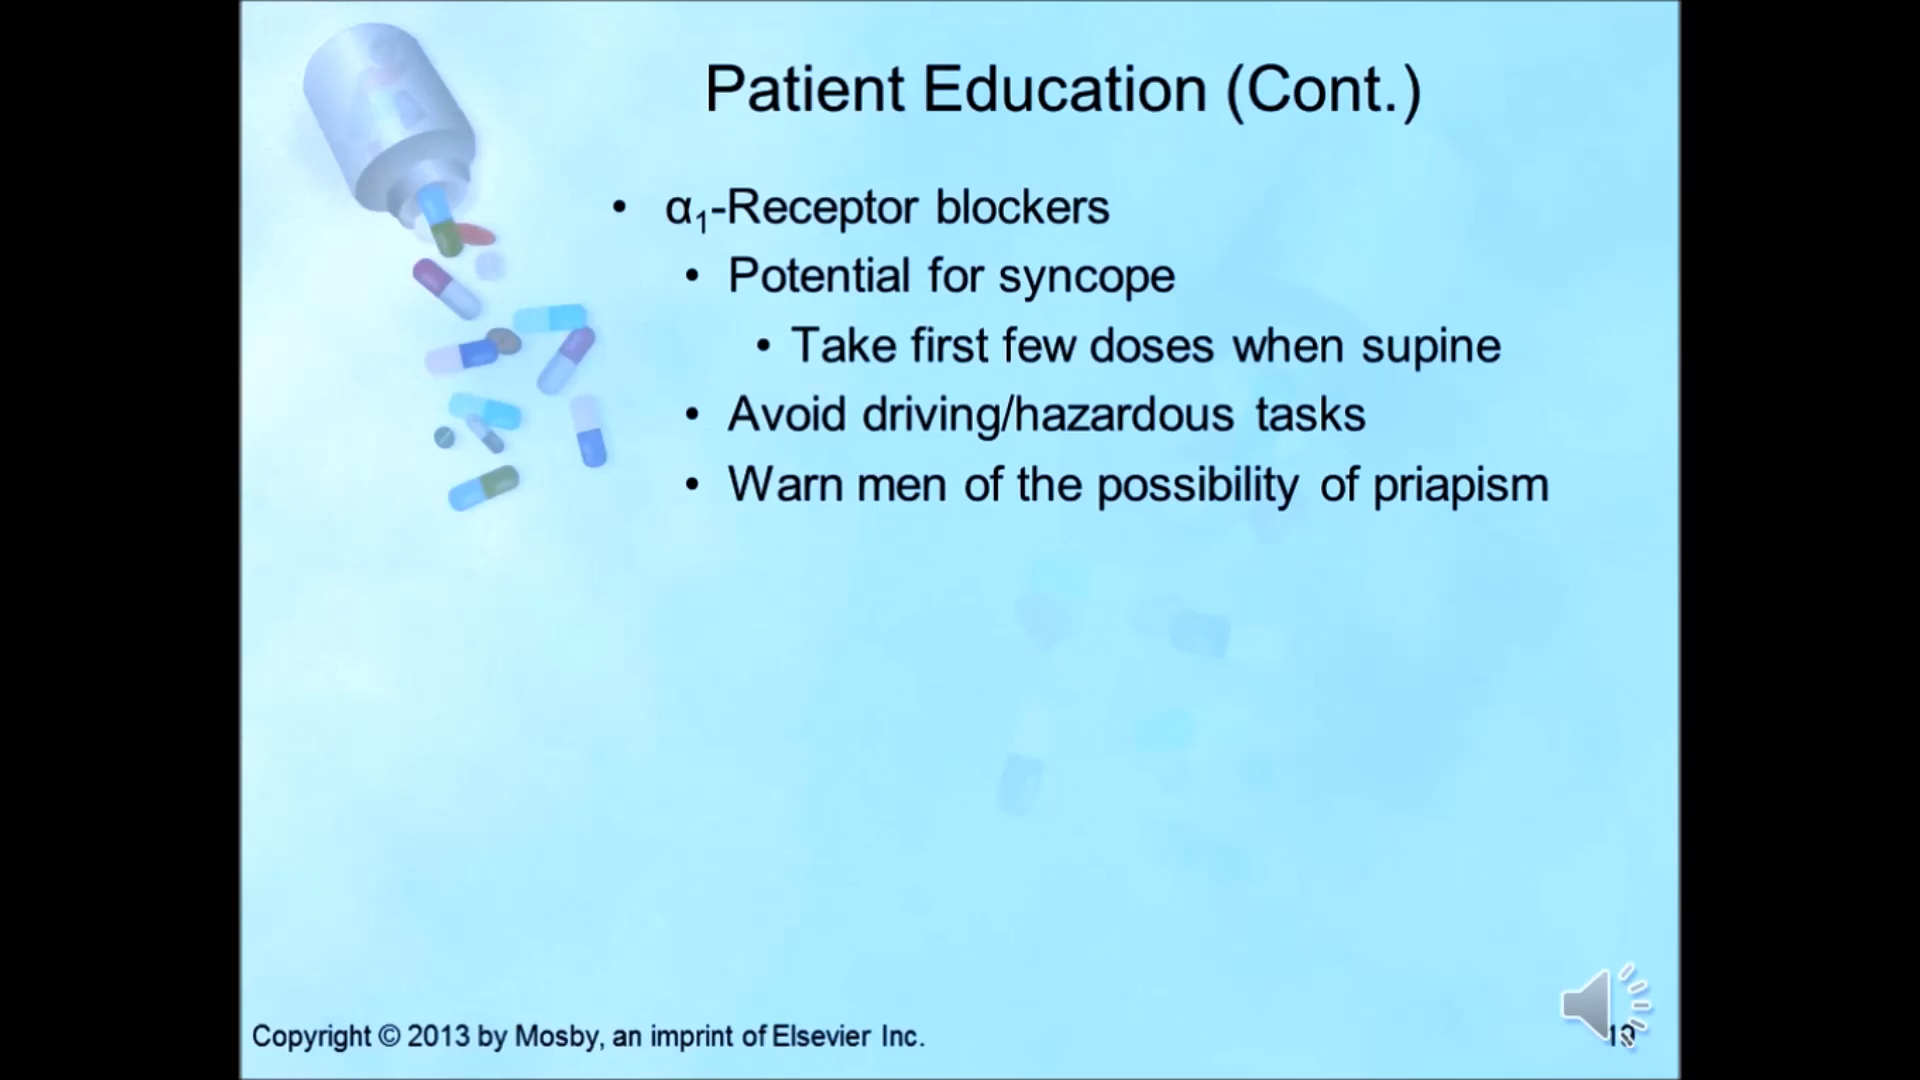 Patient Education (Cont.)
• α₁-Receptor blockers
• Potential for syncope
• Take first few doses when supine
• Avoid driving/hazardous tasks
• Warn men of the possibility of priapism
Copyright © 2013 by Mosby, an imprint of Elsevier Inc.